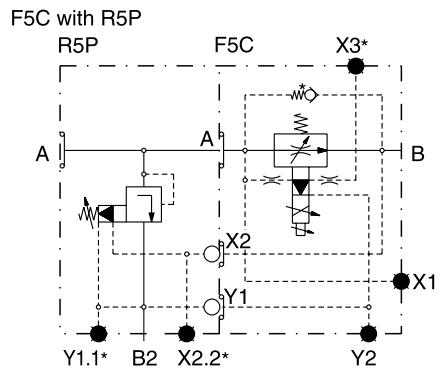 F5C with R5P
R5P
F5C
X3*
A
A
*
B
X2
X1
Y1
Y1.1*
B2
X2.2*
Y2